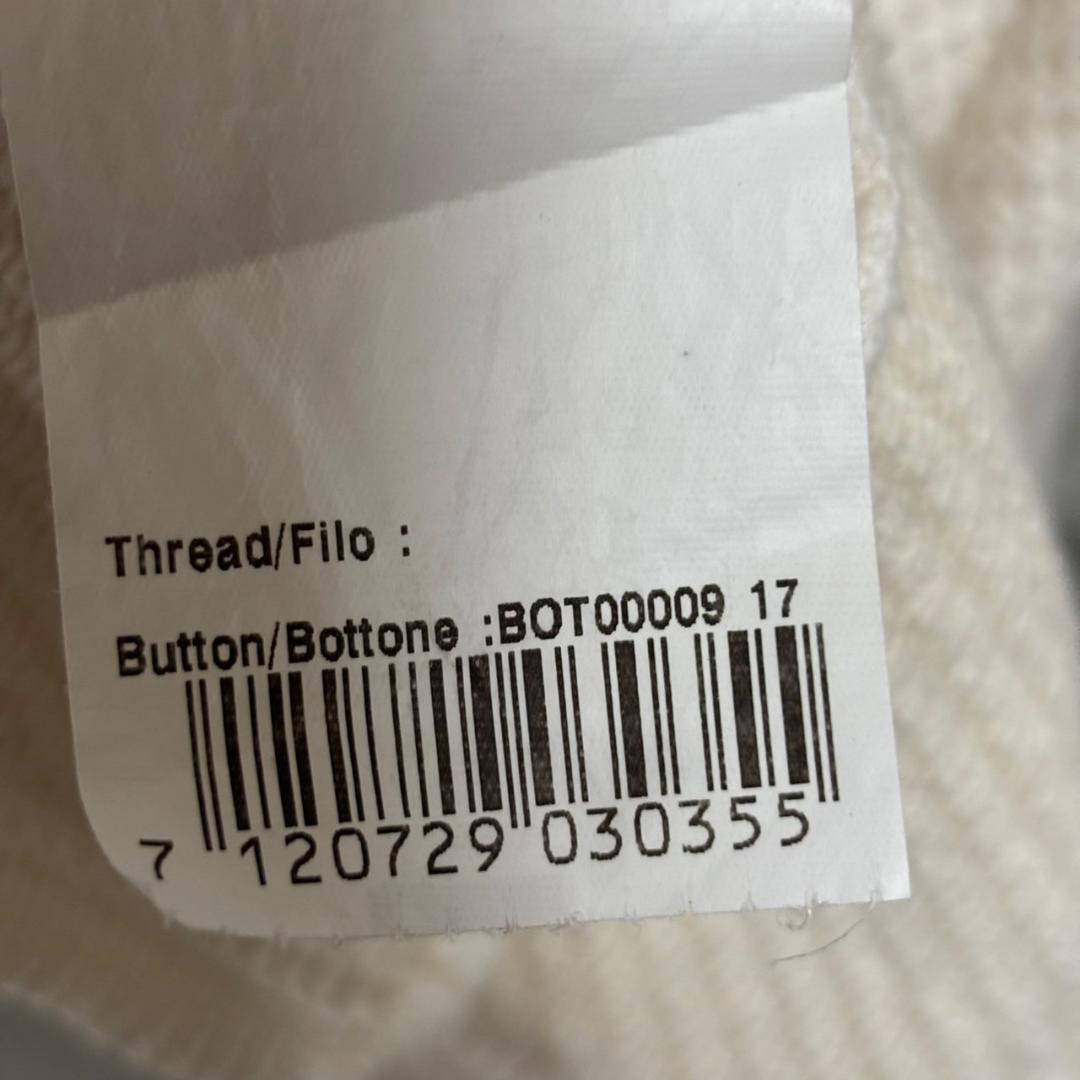 Thread/Filo :
Button/Bottone :BOT00009 17
7 120729 030355